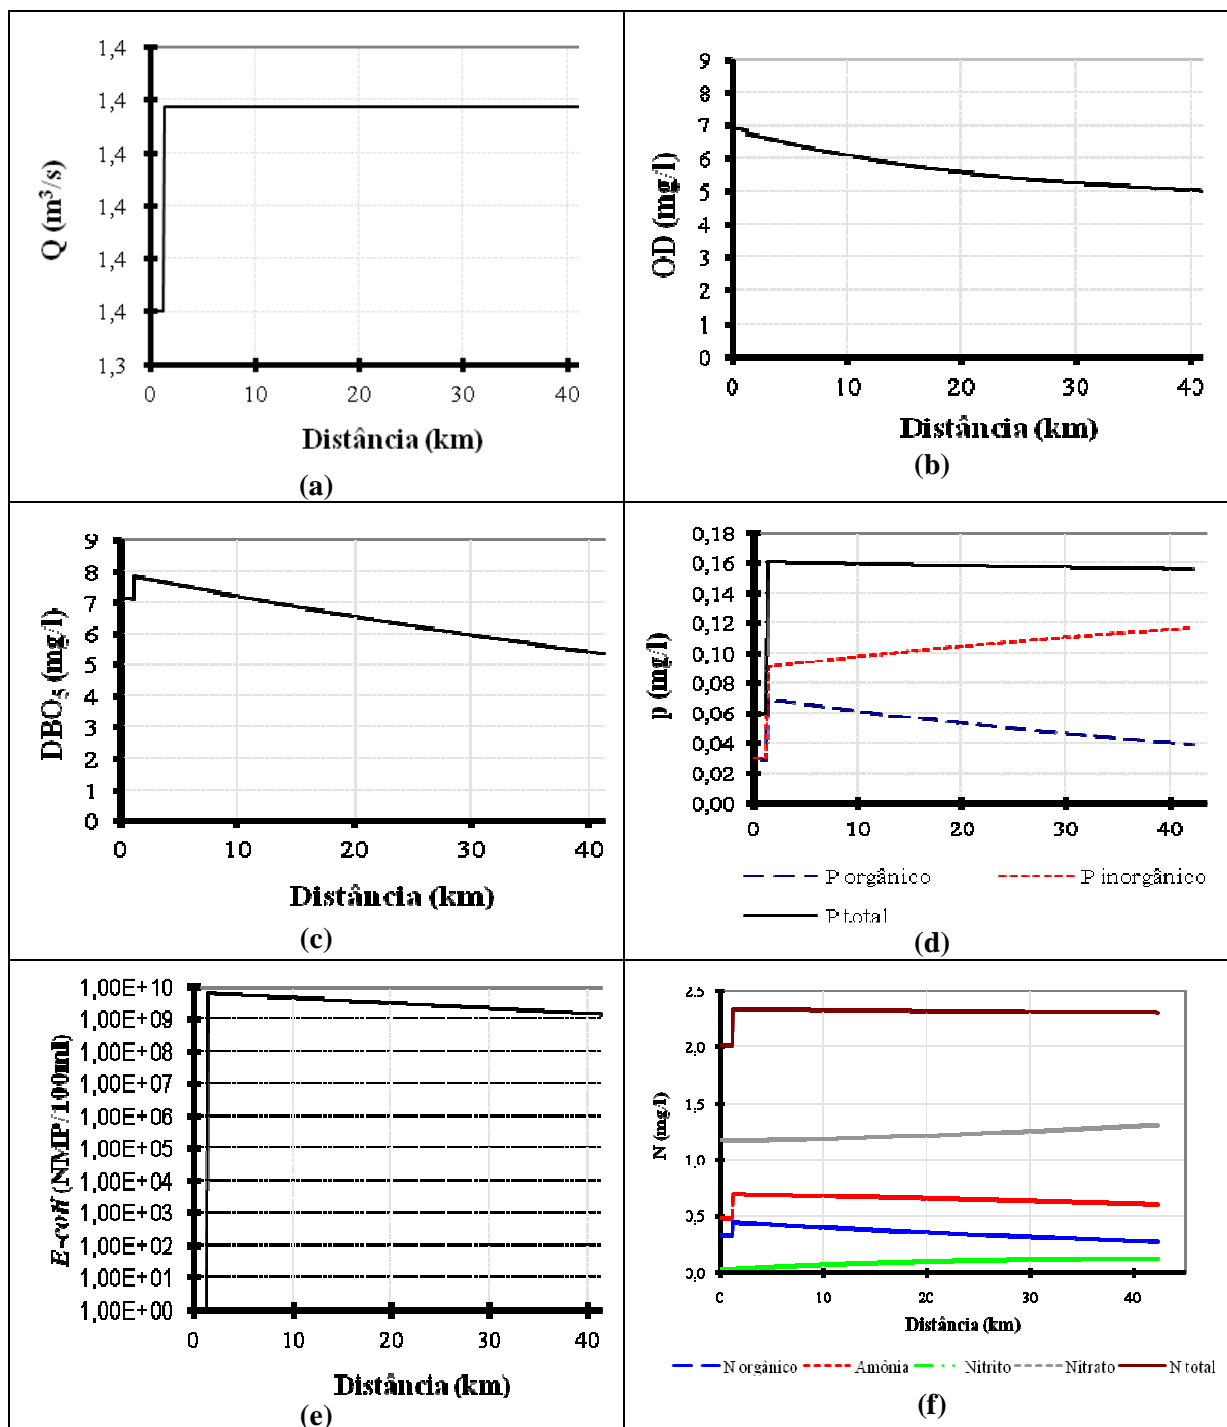 1,4
1,4
1,4
1,4
1,4
1,4
1,3
Q (m³/s)
0 10 20 30 40
Distância (km)
(a)
9
8
7
6
5
4
3
2
1
0
OD (mg/l)
0 10 20 30 40
Distância (km)
(b)
9
8
7
6
5
4
3
2
1
0
DBO₅ (mg/l)
0 10 20 30 40
Distância (km)
(c)
0,18
0,16
0,14
0,12
0,10
0,08
0,06
0,04
0,02
0,00
p (mg/l)
0 10 20 30 40
km
P orgânico P inorgânico
P total
(d)
1,00E+10
1,00E+09
1,00E+08
1,00E+07
1,00E+06
1,00E+05
1,00E+04
1,00E+03
1,00E+02
1,00E+01
1,00E+00
E-coli (NMP/100ml)
0 10 20 30 40
Distância (km)
(e)
2,5
2,0
1,5
1,0
0,5
0,0
N (mg/l)
0 10 20 30 40
Distância (km)
N orgânico Amônia Nitrito Nitrato N total
(f)